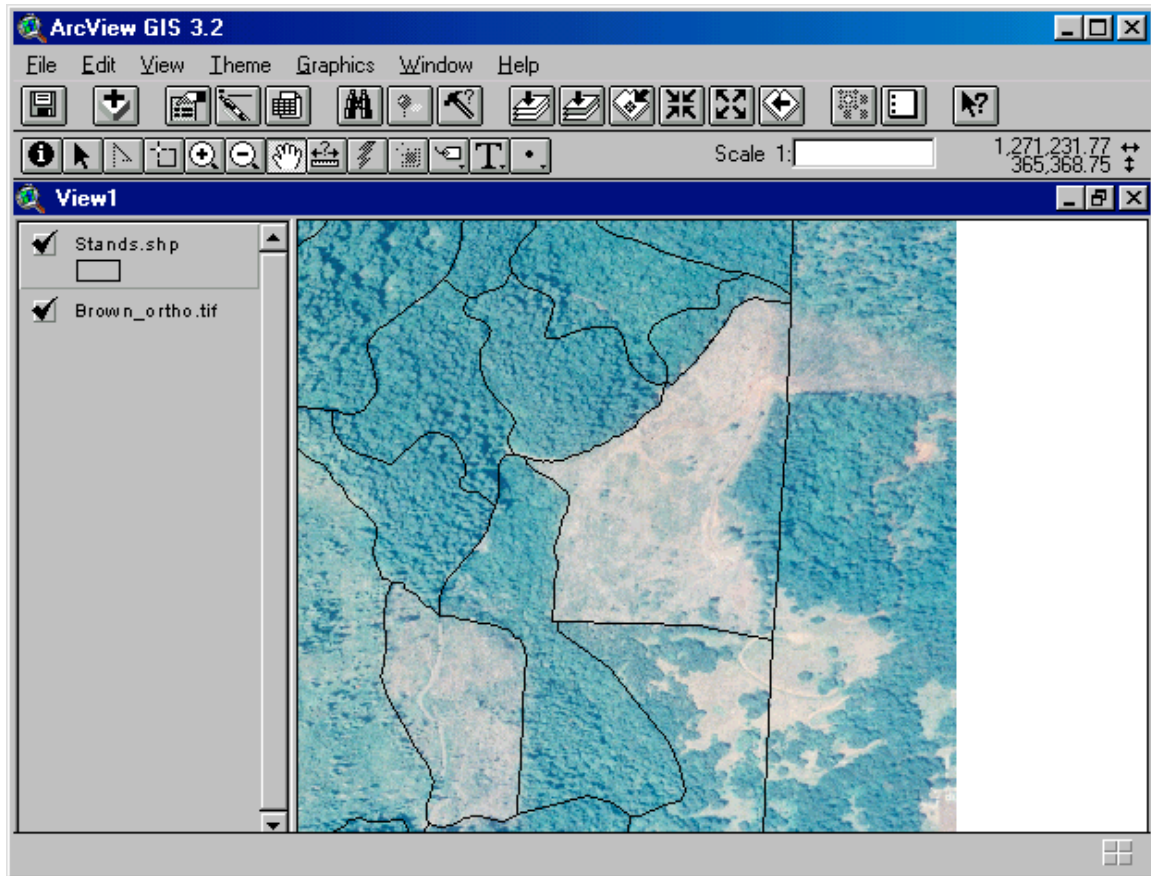 ArcView GIS 3.2
File Edit View Theme Graphics Window Help
Scale 1:
1,271,231.77
365,368.75
View1
Stands.shp
Brown_ortho.tif